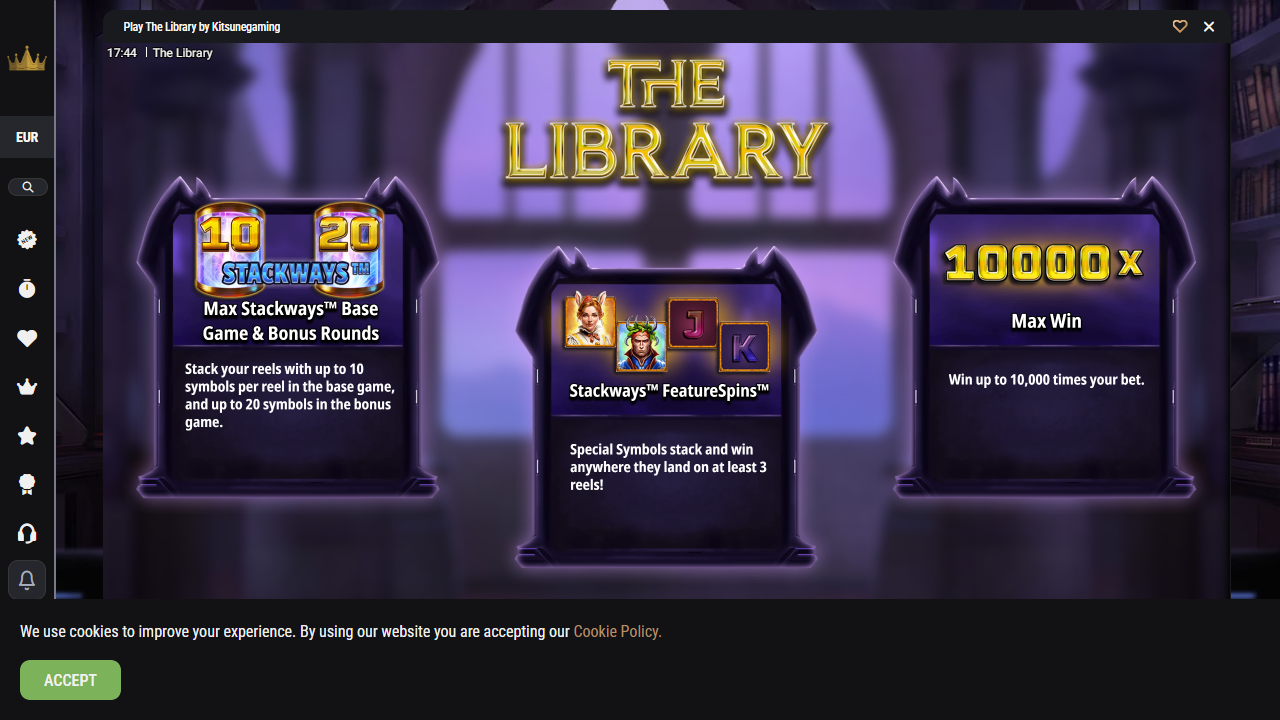 Play The Library by Kitsunegaming
17:44 | The Library
THE
LIBRARY
EUR
NEW
10 20
STACKWAYS™
Max Stackways™ Base
Game & Bonus Rounds
Stack your reels with up to 10
symbols per reel in the base game,
and up to 20 symbols in the bonus
game.
J
K
Stackways™ FeatureSpins™
Special Symbols stack and win
anywhere they land on at least 3
reels!
10000x
Max Win
Win up to 10,000 times your bet.
We use cookies to improve your experience. By using our website you are accepting our Cookie Policy.
ACCEPT